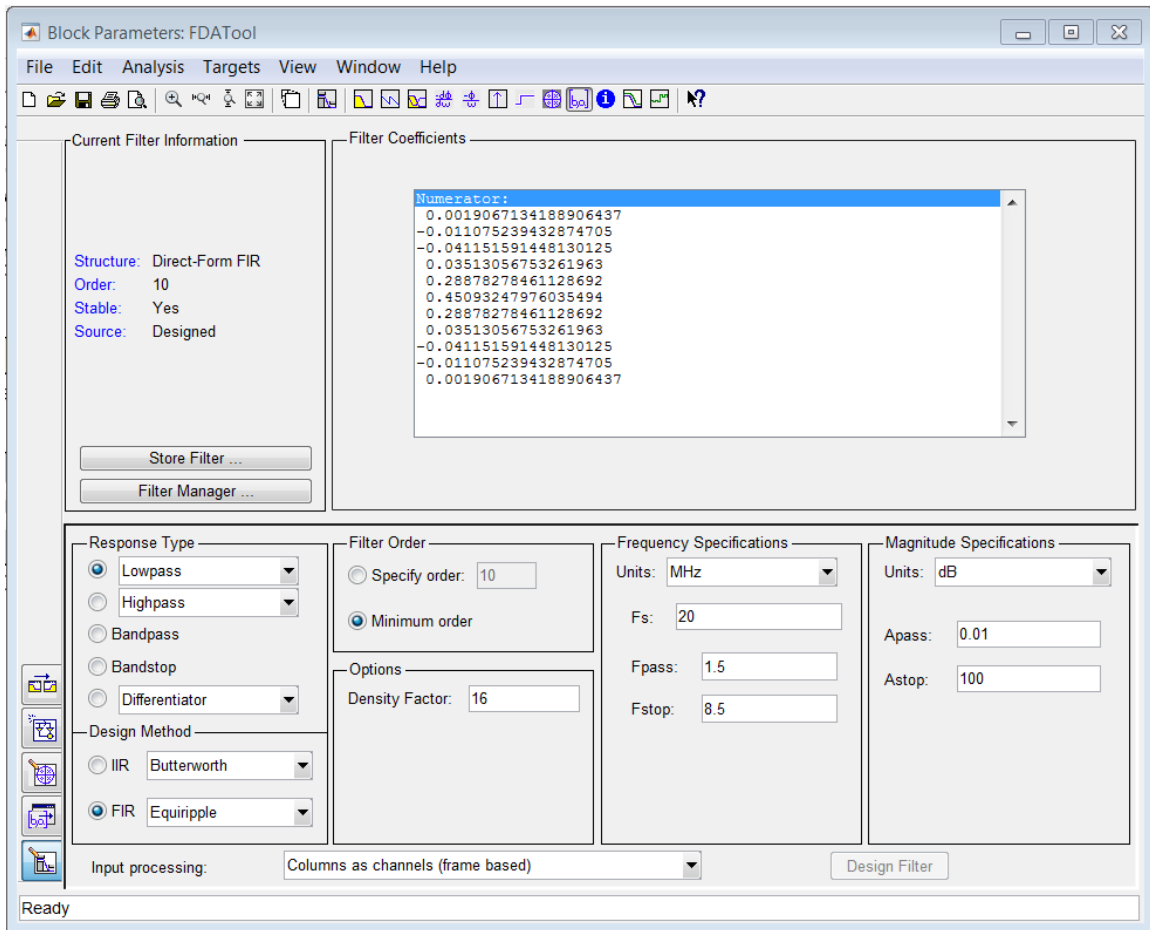 Block Parameters: FDATool
File Edit Analysis Targets View Window Help
Current Filter Information
Structure: Direct-Form FIR
Order: 10
Stable: Yes
Source: Designed
Store Filter ...
Filter Manager ...
Filter Coefficients
Numerator:
0.0019067134188906437
-0.011075239432874705
-0.041151591448130125
0.03513056753261963
0.28878278461128692
0.45093247976035494
0.28878278461128692
0.03513056753261963
-0.041151591448130125
-0.011075239432874705
0.0019067134188906437
Response Type
Lowpass
Highpass
Bandpass
Bandstop
Differentiator
Design Method
IIR Butterworth
FIR Equiripple
Filter Order
Specify order: 10
Minimum order
Options
Density Factor: 16
Frequency Specifications
Units: MHz
Fs: 20
Fpass: 1.5
Fstop: 8.5
Magnitude Specifications
Units: dB
Apass: 0.01
Astop: 100
Input processing: Columns as channels (frame based)
Design Filter
Ready